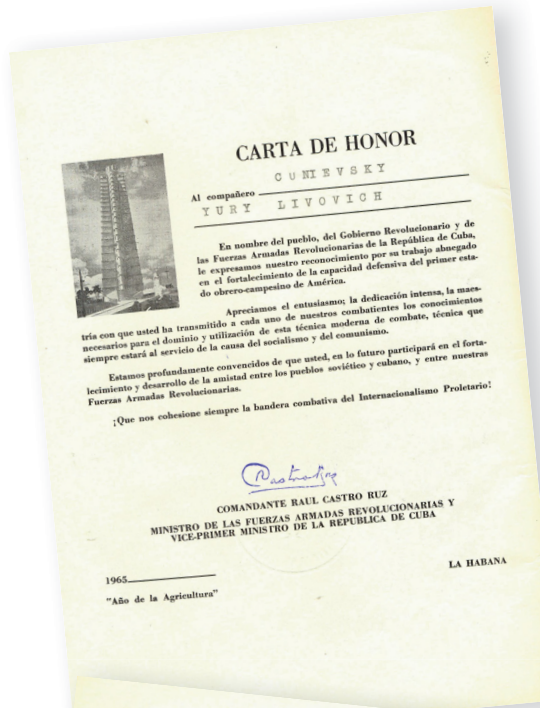 CARTA DE HONOR
CUNIEVSKY
Al compañero
YURY LIVOVICH
En nombre del pueblo, del Gobierno Revolucionario y de
las Fuerzas Armadas Revolucionarias de la República de Cuba,
le expresamos nuestro reconocimiento por su trabajo abnegado
en el fortalecimiento de la capacidad defensiva del primer esta-
do obrero-campesino de América.
Apreciamos el entusiasmo; la dedicación intensa, la maes-
tría con que usted ha transmitido a cada uno de nuestros combatientes los conocimientos
necesarios para el dominio y utilización de esta técnica moderna de combate, técnica que
siempre estará al servicio de la causa del socialismo y del comunismo.
Estamos profundamente convencidos de que usted, en lo futuro participará en el forta-
lecimiento y desarrollo de la amistad entre los pueblos soviético y cubano, y entre nuestras
Fuerzas Armadas Revolucionarias.
¡Que nos cohesione siempre la bandera combativa del Internacionalismo Proletario!
COMANDANTE RAUL CASTRO RUZ
MINISTRO DE LAS FUERZAS ARMADAS REVOLUCIONARIAS Y
VICE-PRIMER MINISTRO DE LA REPUBLICA DE CUBA
LA HABANA
1965
"Año de la Agricultura"